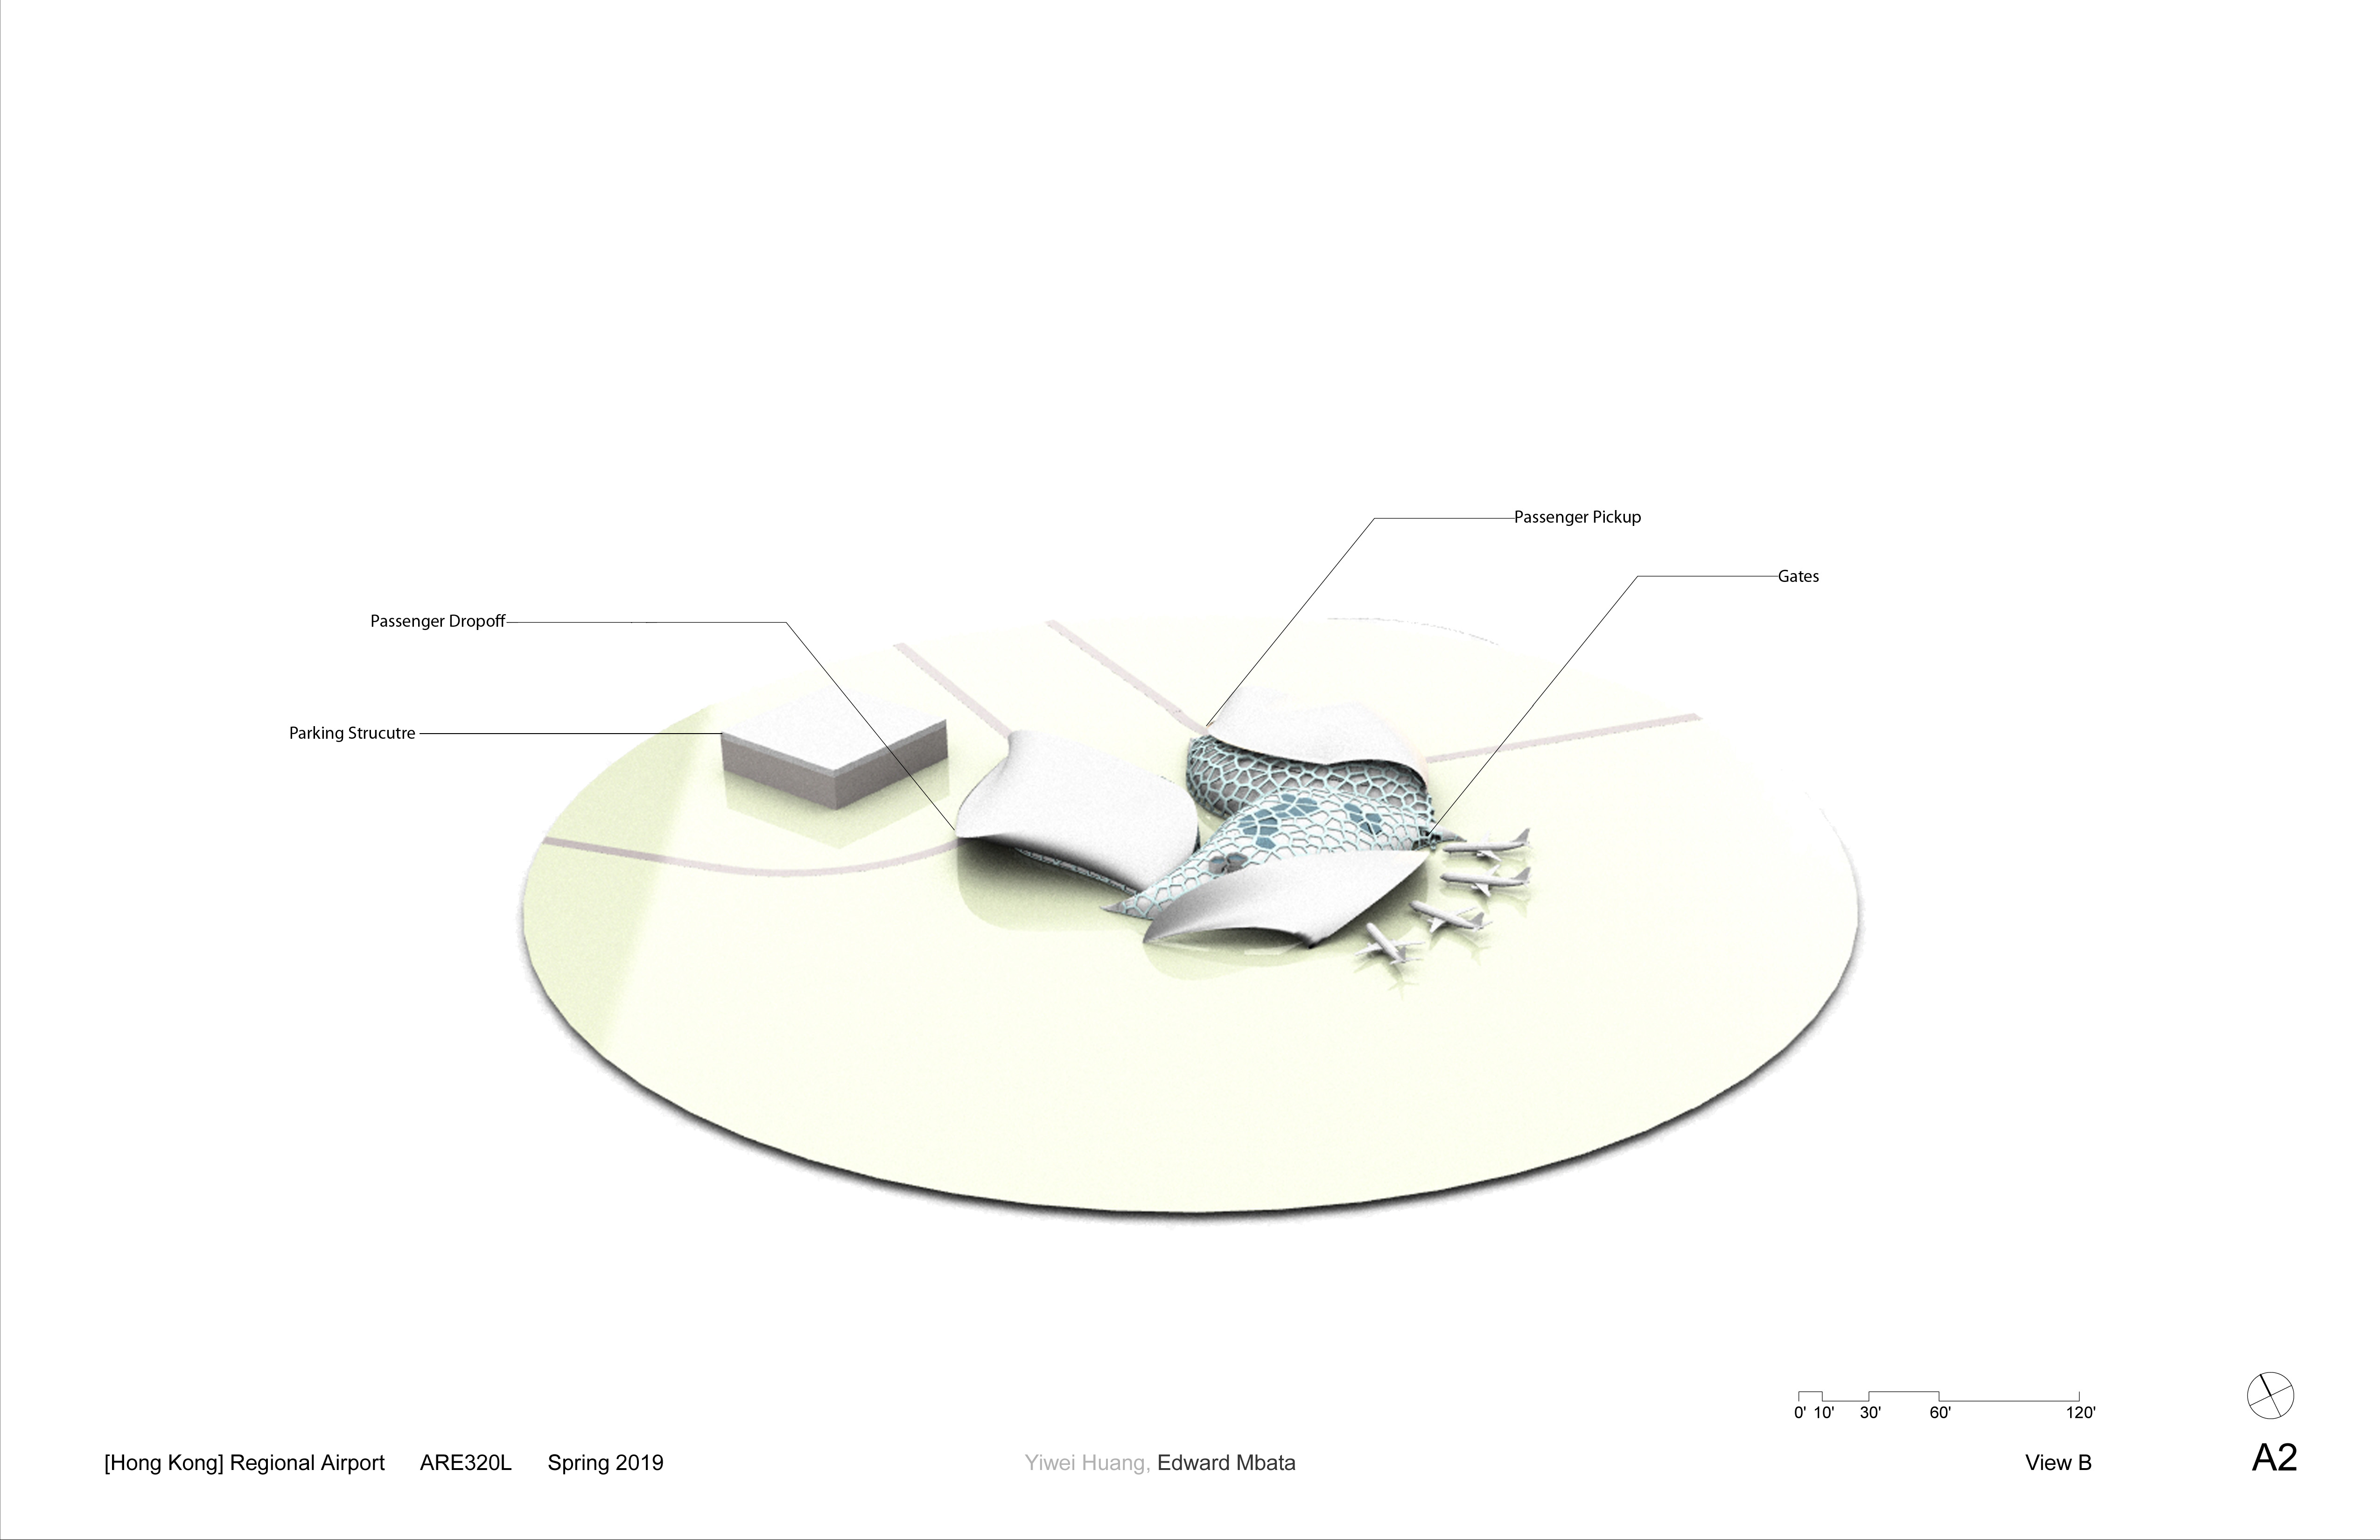 Passenger Pickup
Gates
Passenger Dropoff
Parking Strucutre
0' 10' 30' 60' 120'
[Hong Kong] Regional Airport ARE320L Spring 2019 Yiwei Huang, Edward Mbata View B A2